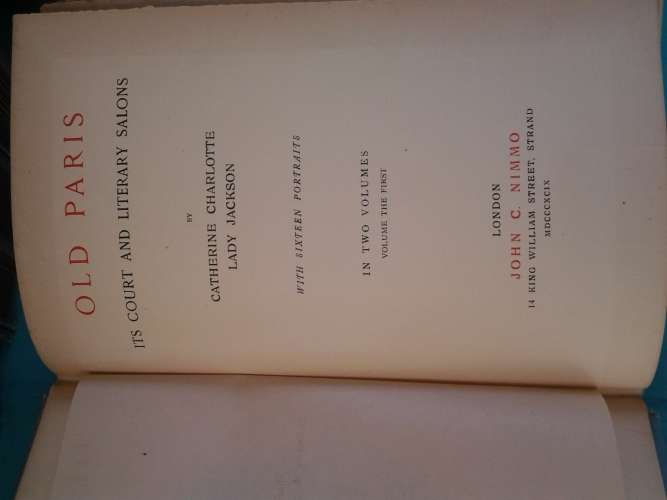 OLD PARIS
ITS COURT AND LITERARY SALONS
BY
CATHERINE CHARLOTTE
LADY JACKSON
WITH SIXTEEN PORTRAITS
IN TWO VOLUMES
VOLUME THE FIRST
LONDON
JOHN C. NIMMO
14 KING WILLIAM STREET, STRAND
MDCCCXCIX